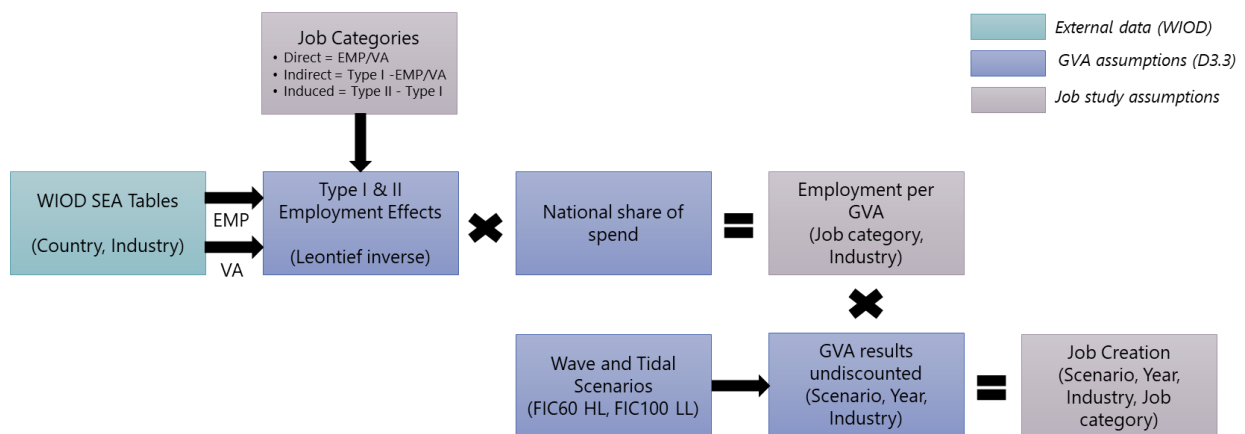 Job Categories
• Direct = EMP/VA
• Indirect = Type I -EMP/VA
• Induced = Type II - Type I
External data (WIOD)
GVA assumptions (D3.3)
Job study assumptions
WIOD SEA Tables
(Country, Industry)
EMP
VA
Type I & II
Employment Effects
(Leontief inverse)
National share of
spend
Employment per
GVA
(Job category,
Industry)
Wave and Tidal
Scenarios
(FIC60 HL, FIC100 LL)
GVA results
undiscounted
(Scenario, Year,
Industry)
Job Creation
(Scenario, Year,
Industry, Job
category)